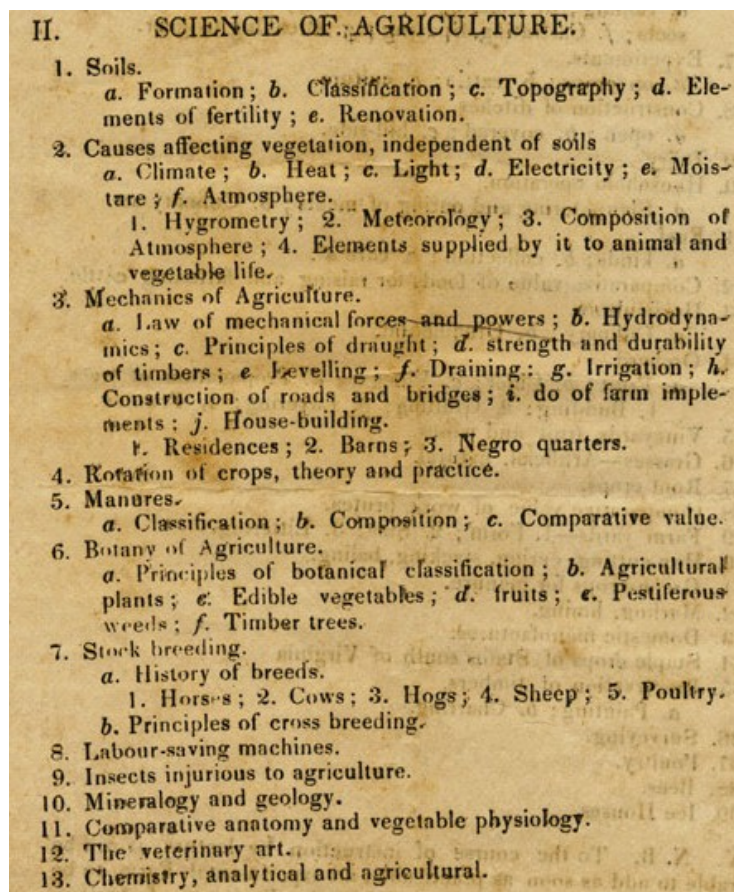 II. SCIENCE OF AGRICULTURE.
1. Soils.
a. Formation; b. Classification; c. Topography; d. Ele-
ments of fertility; e. Renovation.
2. Causes affecting vegetation, independent of soils
a. Climate; b. Heat; c. Light; d. Electricity; e. Mois-
ture; f. Atmosphere.
1. Hygrometry; 2. Meteorology; 3. Composition of
Atmosphere; 4. Elements supplied by it to animal and
vegetable life.
3. Mechanics of Agriculture.
a. Law of mechanical forces and powers; b. Hydrodyna-
mics; c. Principles of draught; d. strength and durability
of timbers; e Levelling; f. Draining: g. Irrigation; h.
Construction of roads and bridges; i. do of farm imple-
ments: j. House-building.
1. Residences; 2. Barns; 3. Negro quarters.
4. Rotation of crops, theory and practice.
5. Manures.
a. Classification; b. Composition; c. Comparative value.
6. Botany of Agriculture.
a. Principles of botanical classification; b. Agricultural
plants; c. Edible vegetables; d. fruits; e. Pestiferous
weeds; f. Timber trees.
7. Stock breeding.
a. History of breeds.
1. Horses; 2. Cows; 3. Hogs; 4. Sheep; 5. Poultry.
b. Principles of cross breeding.
8. Labour-saving machines.
9. Insects injurious to agriculture.
10. Mineralogy and geology.
11. Comparative anatomy and vegetable physiology.
12. The veterinary art.
13. Chemistry, analytical and agricultural.